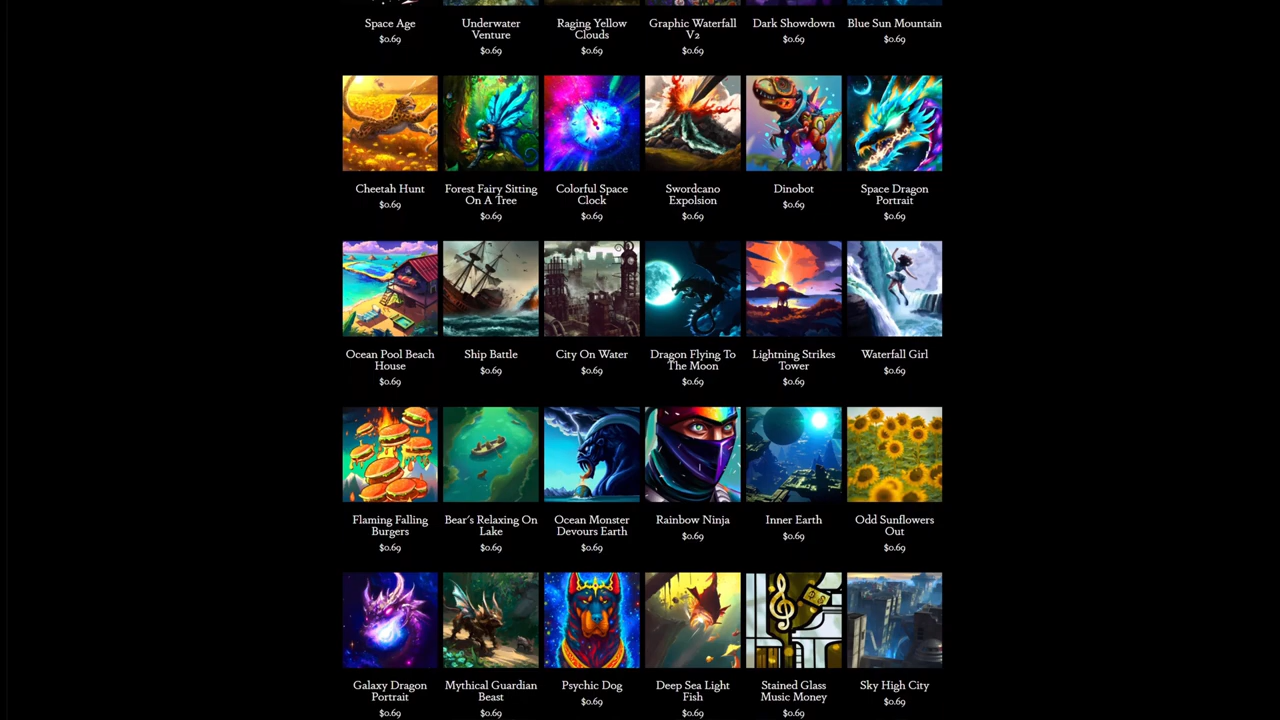 Space Age
$0.69
Underwater
Venture
$0.69
Raging Yellow
Clouds
$0.69
Graphic Waterfall
V2
$0.69
Dark Showdown
$0.69
Blue Sun Mountain
$0.69
Cheetah Hunt
$0.69
Forest Fairy Sitting
On A Tree
$0.69
Colorful Space
Clock
$0.69
Swordcano
Expolsion
$0.69
Dinobot
$0.69
Space Dragon
Portrait
$0.69
Ocean Pool Beach
House
$0.69
Ship Battle
$0.69
City On Water
$0.69
Dragon Flying To
The Moon
$0.69
Lightning Strikes
Tower
$0.69
Waterfall Girl
$0.69
Flaming Falling
Burgers
$0.69
Bear's Relaxing On
Lake
$0.69
Ocean Monster
Devours Earth
$0.69
Rainbow Ninja
$0.69
Inner Earth
$0.69
Odd Sunflowers
Out
$0.69
Galaxy Dragon
Portrait
$0.69
Mythical Guardian
Beast
$0.69
Psychic Dog
$0.69
Deep Sea Light
Fish
$0.69
Stained Glass
Music Money
$0.69
Sky High City
$0.69